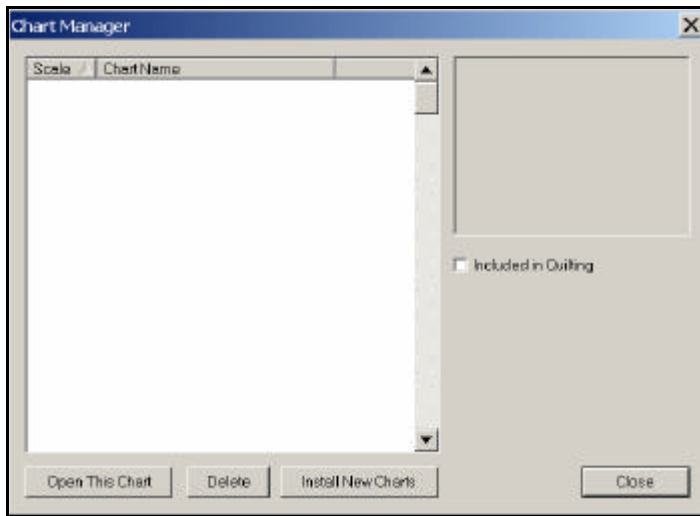 Chart Manager
Scale Chart Name
Included in Quilting
Open This Chart Delete Install New Charts Close